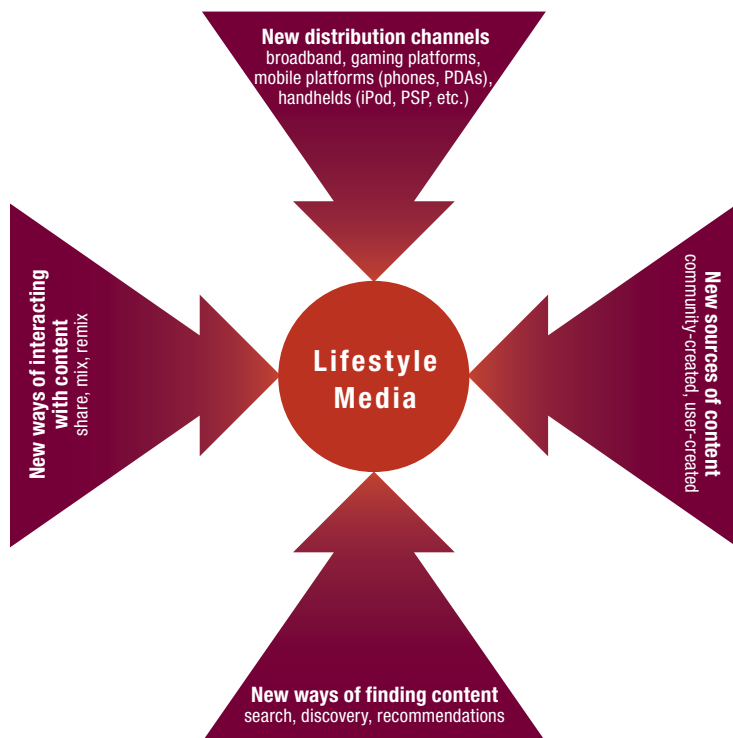 New distribution channels
broadband, gaming platforms,
mobile platforms (phones, PDAs),
handhelds (iPod, PSP, etc.)
New ways of interacting
with content
share, mix, remix
Lifestyle
Media
New sources of content
community-created, user-created
New ways of finding content
search, discovery, recommendations